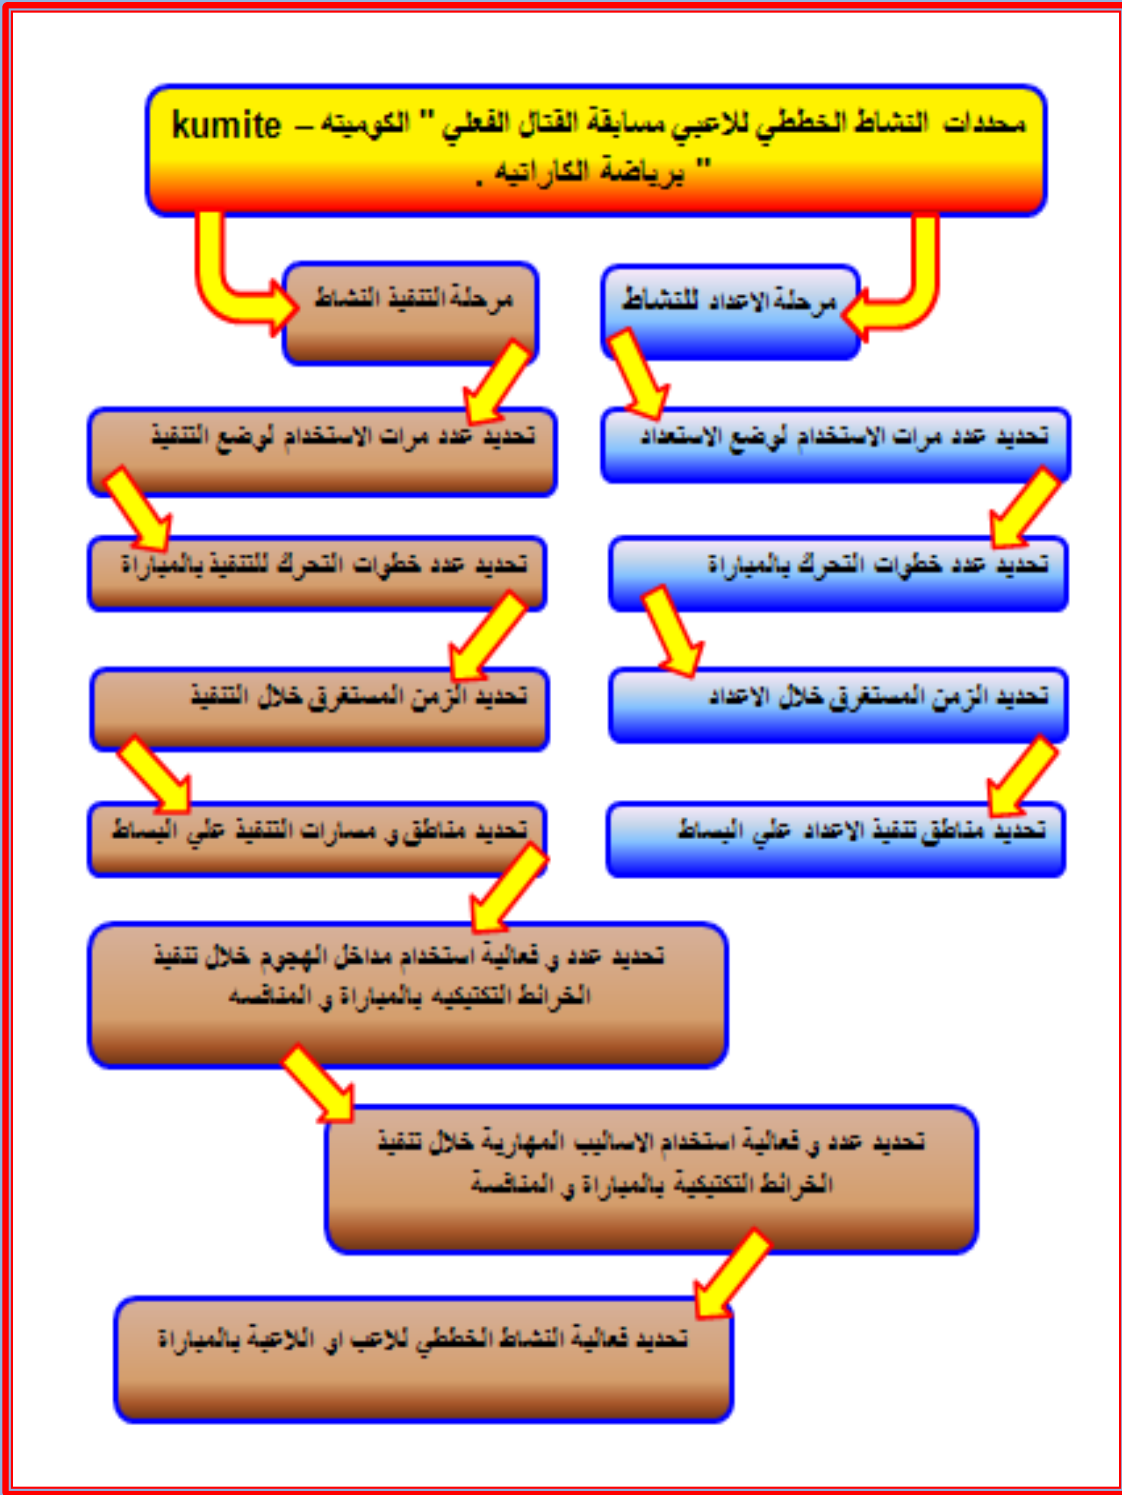 محددات النشاط الخططي للاعبي مسابقة القتال الفعلي " الكوميته – kumite
" برياضة الكاراتيه .
مرحلة الاعداد للنشاط
مرحلة التنفيذ النشاط
تحديد عدد مرات الاستخدام لوضع الاستعداد
تحديد عدد مرات الاستخدام لوضع التنفيذ
تحديد عدد خطوات التحرك بالمباراة
تحديد عدد خطوات التحرك للتنفيذ بالمباراة
تحديد الزمن المستغرق خلال الاعداد
تحديد الزمن المستغرق خلال التنفيذ
تحديد مناطق تنفيذ الاعداد علي البساط
تحديد مناطق و مسارات التنفيذ علي البساط
تحديد عدد و فعالية استخدام مداخل الهجوم خلال تنفيذ
الخرائط التكتيكيه بالمباراة و المنافسه
تحديد عدد و فعالية استخدام الاساليب المهارية خلال تنفيذ
الخرائط التكتيكية بالمباراة و المنافسة
تحديد فعالية النشاط الخططي للاعب او اللاعبة بالمباراة